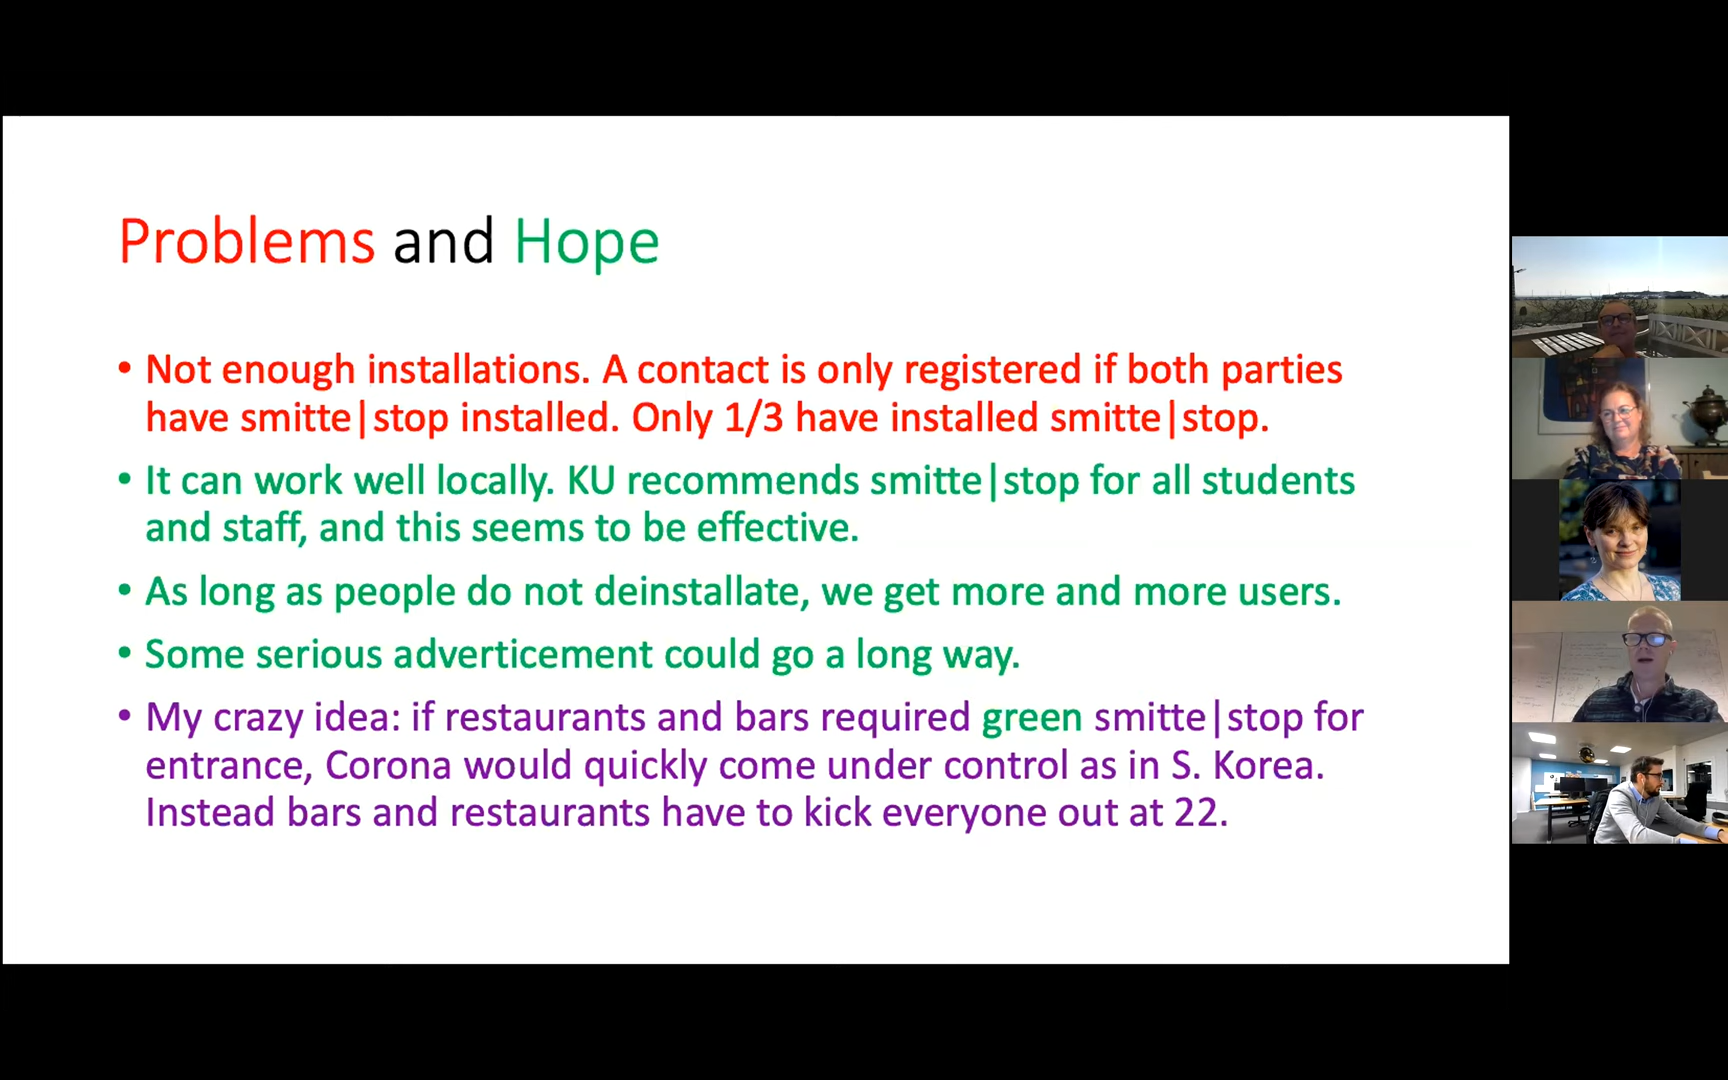 Problems and Hope
• Not enough installations. A contact is only registered if both parties
have smitte|stop installed. Only 1/3 have installed smitte|stop.
• It can work well locally. KU recommends smitte|stop for all students
and staff, and this seems to be effective.
• As long as people do not deinstallate, we get more and more users.
• Some serious adverticement could go a long way.
• My crazy idea: if restaurants and bars required green smitte|stop for
entrance, Corona would quickly come under control as in S. Korea.
Instead bars and restaurants have to kick everyone out at 22.